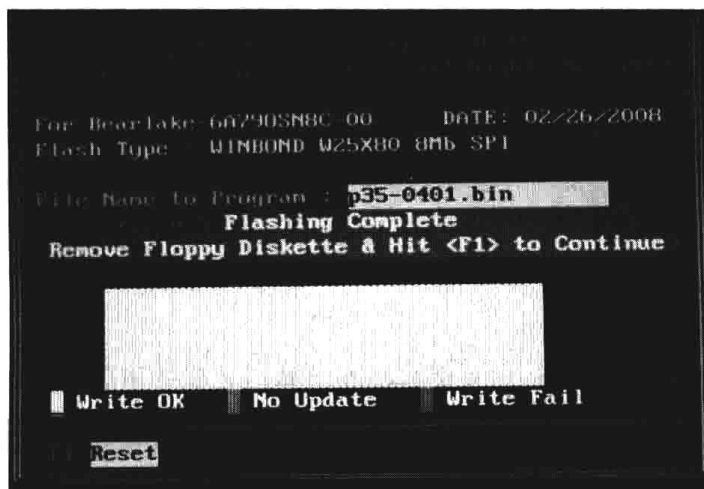 For Bearlake-6A79OSN8C-00 DATE: 02/26/2008
Flash Type - WINBOND W25X80 8Mb SPI
File Name to Program : p35-0401.bin
Flashing Complete
Remove Floppy Diskette & Hit <F1> to Continue
Write OK No Update Write Fail
Reset